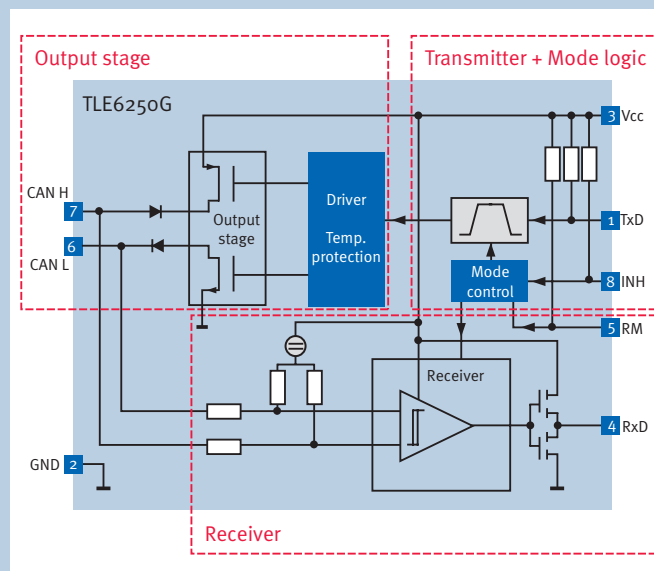 Output stage
Transmitter + Mode logic
TLE6250G
3 Vcc
CAN H
7
Output
stage
Driver
Temp.
protection
1 TxD
6
CAN L
Mode
control
8 INH
5 RM
Receiver
4 RxD
GND 2
Receiver